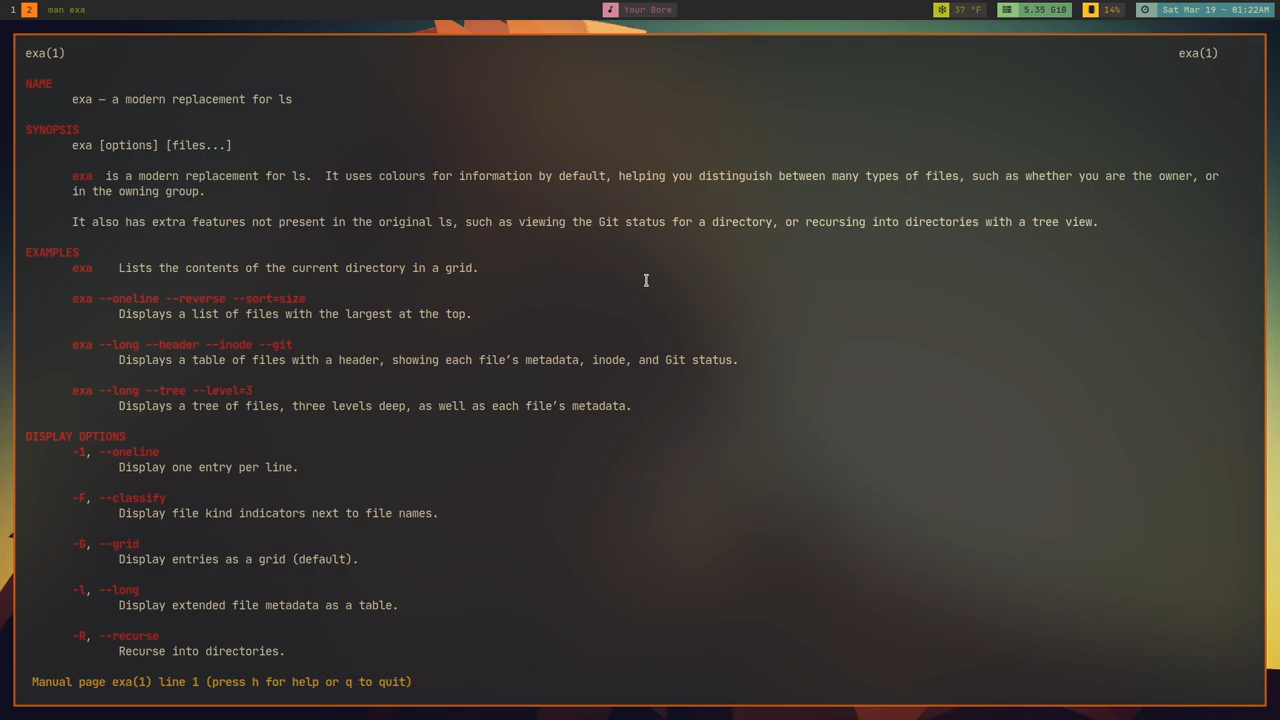 1 2 man exa Your Bore 37 °F 5.35 GiB 14% Sat Mar 19 - 01:22AM
exa(1) exa(1)
NAME
exa — a modern replacement for ls
SYNOPSIS
exa [options] [files...]
exa is a modern replacement for ls. It uses colours for information by default, helping you distinguish between many types of files, such as whether you are the owner, or
in the owning group.
It also has extra features not present in the original ls, such as viewing the Git status for a directory, or recursing into directories with a tree view.
EXAMPLES
exa Lists the contents of the current directory in a grid.
exa --oneline --reverse --sort=size
Displays a list of files with the largest at the top.
exa --long --header --inode --git
Displays a table of files with a header, showing each file’s metadata, inode, and Git status.
exa --long --tree --level=3
Displays a tree of files, three levels deep, as well as each file’s metadata.
DISPLAY OPTIONS
-1, --oneline
Display one entry per line.
-F, --classify
Display file kind indicators next to file names.
-G, --grid
Display entries as a grid (default).
-l, --long
Display extended file metadata as a table.
-R, --recurse
Recurse into directories.
Manual page exa(1) line 1 (press h for help or q to quit)